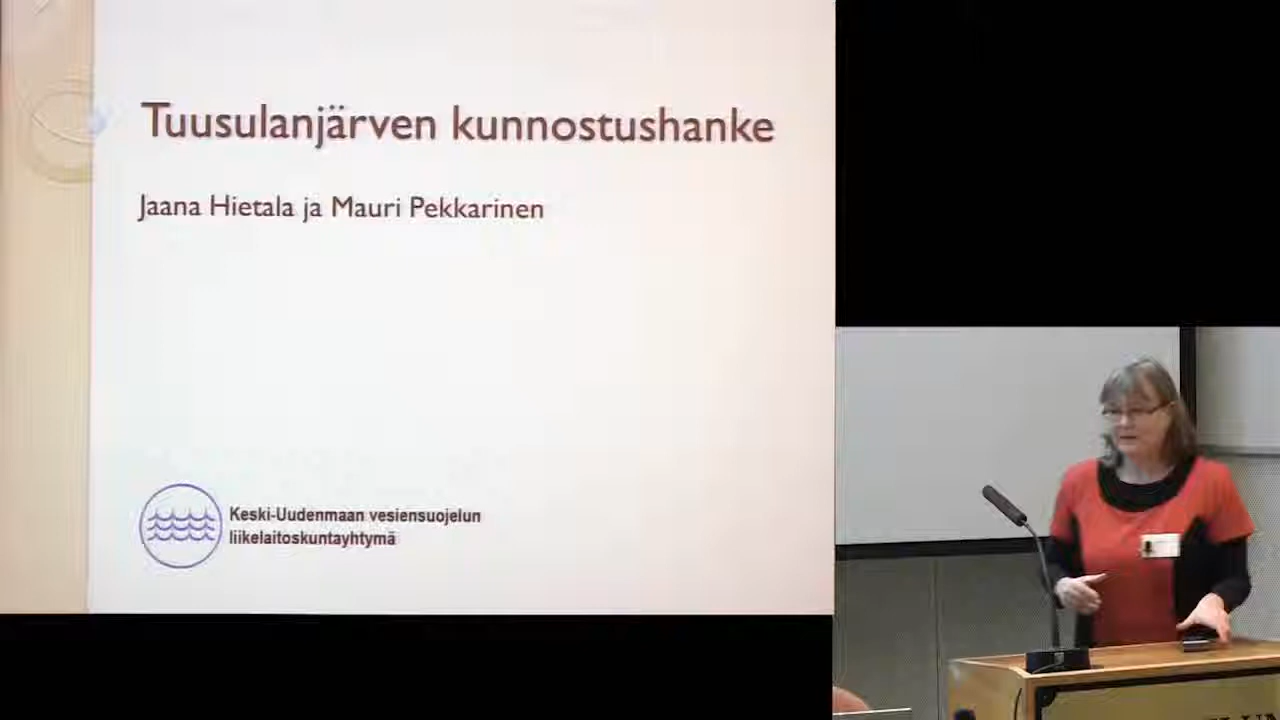 Tuusulanjärven kunnostushanke
Jaana Hietala ja Mauri Pekkarinen
Keski-Uudenmaan vesiensuojelun
liikelaitoskuntayhtymä